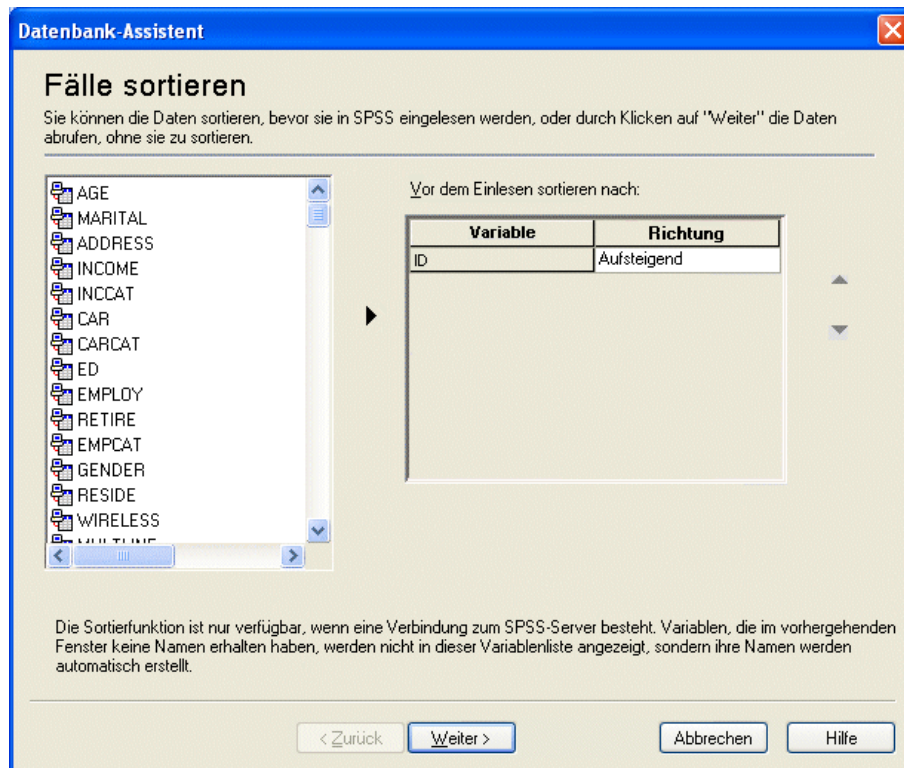 Datenbank-Assistent
Fälle sortieren
Sie können die Daten sortieren, bevor sie in SPSS eingelesen werden, oder durch Klicken auf "Weiter" die Daten
abrufen, ohne sie zu sortieren.
AGE
MARITAL
ADDRESS
INCOME
INCCAT
CAR
CARCAT
ED
EMPLOY
RETIRE
EMPCAT
GENDER
RESIDE
WIRELESS
Vor dem Einlesen sortieren nach:
Variable Richtung
ID Aufsteigend
Die Sortierfunktion ist nur verfügbar, wenn eine Verbindung zum SPSS-Server besteht. Variablen, die im vorhergehenden
Fenster keine Namen erhalten haben, werden nicht in dieser Variablenliste angezeigt, sondern ihre Namen werden
automatisch erstellt.
< Zurück Weiter > Abbrechen Hilfe